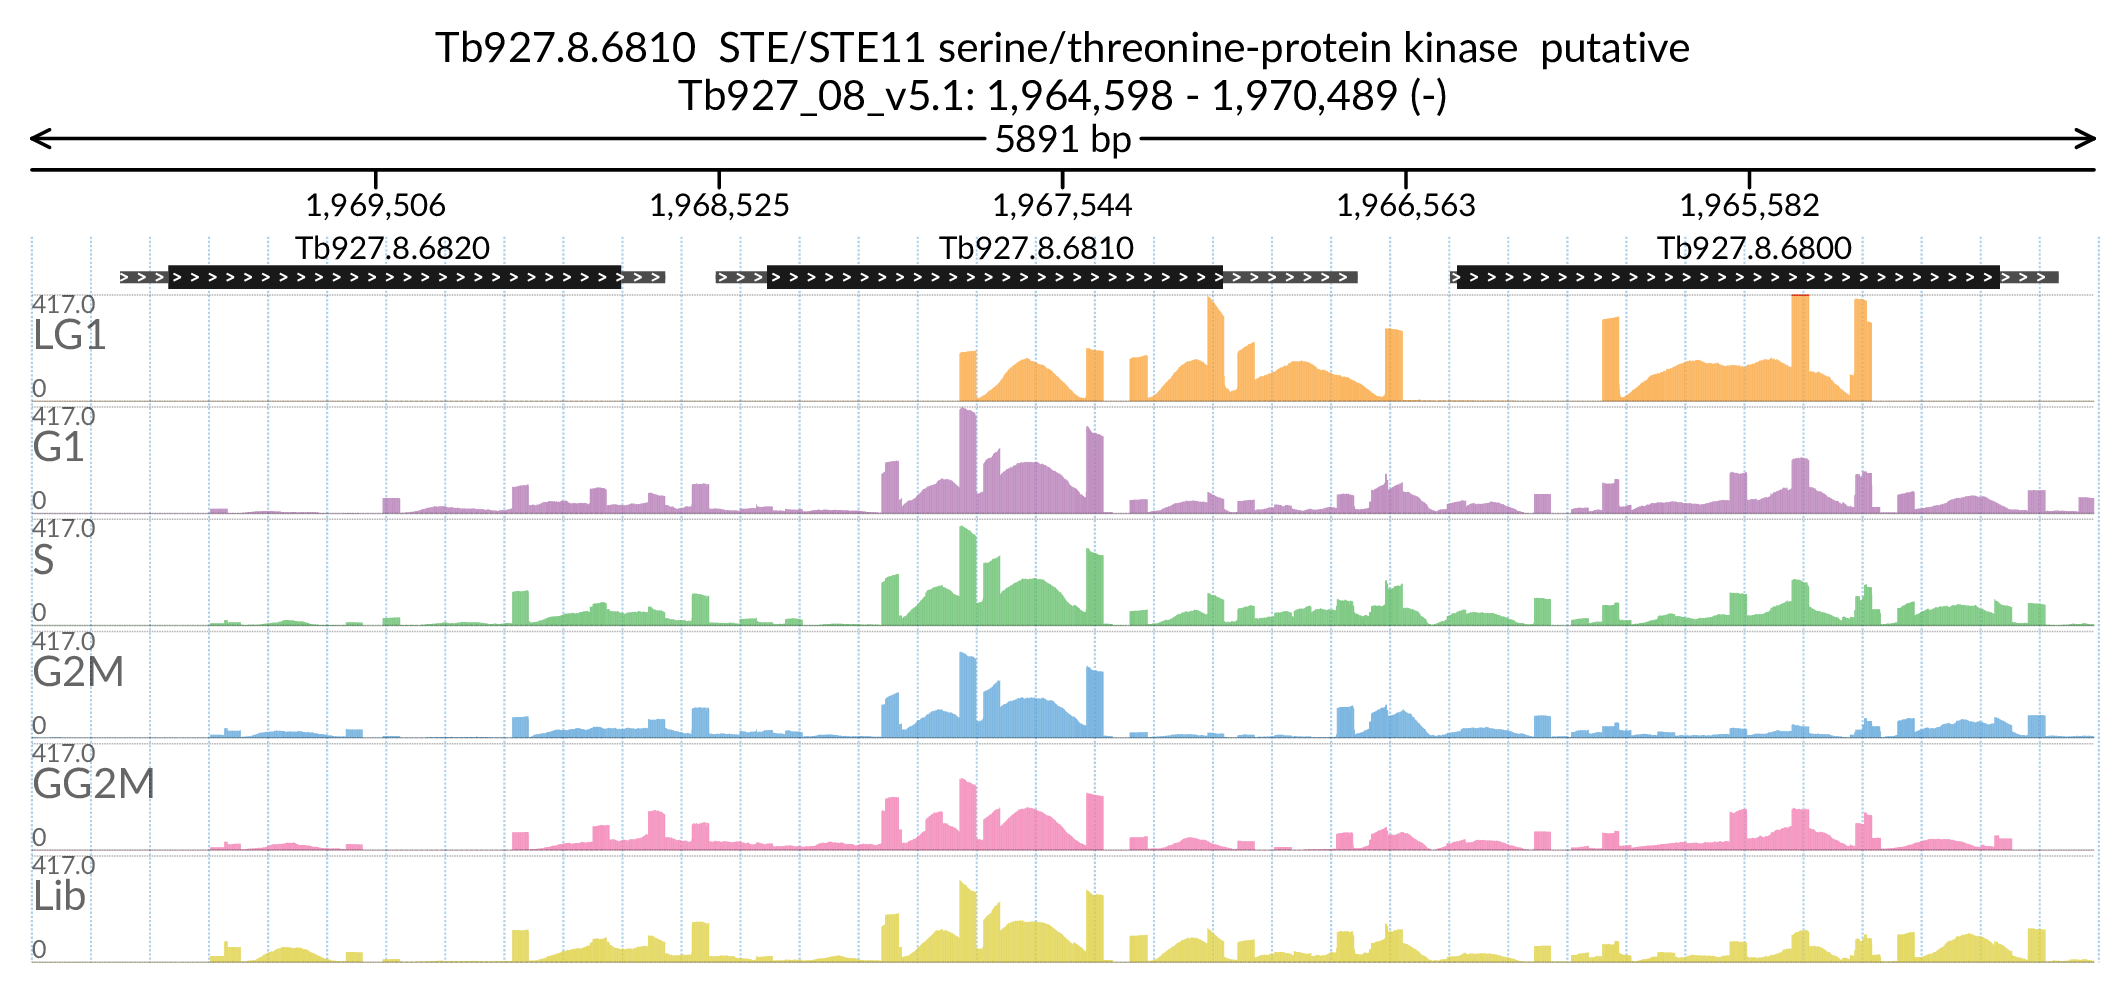 Tb927.8.6810  STE/STE11 serine/threonine-protein kinase  putative
Tb927_08_v5.1: 1,964,598 - 1,970,489 (-)
5891 bp
1,969,506 1,968,525 1,967,544 1,966,563 1,965,582
Tb927.8.6820 Tb927.8.6810 Tb927.8.6800
417.0
LG1
0
417.0
G1
0
417.0
S
0
417.0
G2M
0
417.0
GG2M
0
417.0
Lib
0